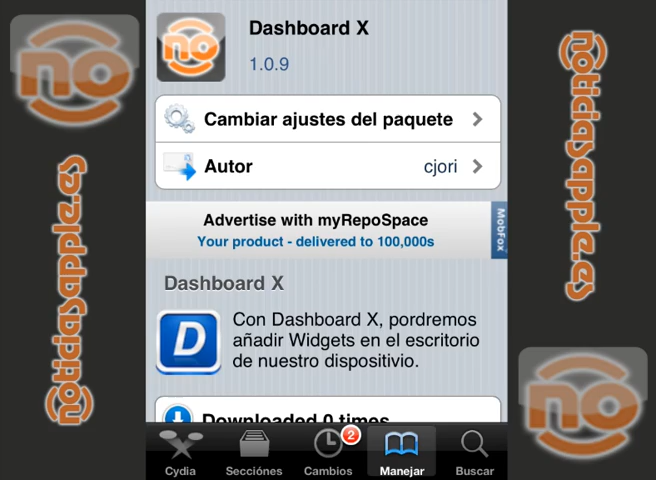 no
no
Dashboard X
1.0.9
Cambiar ajustes del paquete
Autor
cjori
Advertise with myRepoSpace
Your product - delivered to 100,000s
MobFox
Dashboard X
D
Con Dashboard X, pordremos
añadir Widgets en el escritorio
de nuestro dispositivo.
Downloaded 0 times
2
Cydia
Secciónes
Cambios
Manejar
Buscar
noticiasapple.es
noticiasapple.es
no